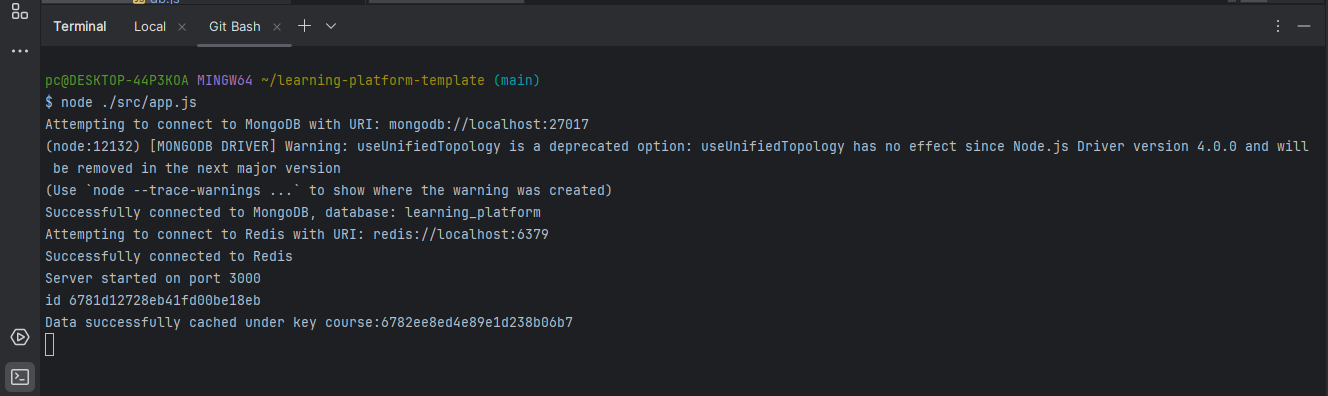 db.js
Terminal Local Git Bash
pc@DESKTOP-44P3KOA MINGW64 ~/learning-platform-template (main)
$ node ./src/app.js
Attempting to connect to MongoDB with URI: mongodb://localhost:27017
(node:12132) [MONGODB DRIVER] Warning: useUnifiedTopology is a deprecated option: useUnifiedTopology has no effect since Node.js Driver version 4.0.0 and will
be removed in the next major version
(Use `node --trace-warnings ...` to show where the warning was created)
Successfully connected to MongoDB, database: learning_platform
Attempting to connect to Redis with URI: redis://localhost:6379
Successfully connected to Redis
Server started on port 3000
id 6781d12728eb41fd00be18eb
Data successfully cached under key course:6782ee8ed4e89e1d238b06b7